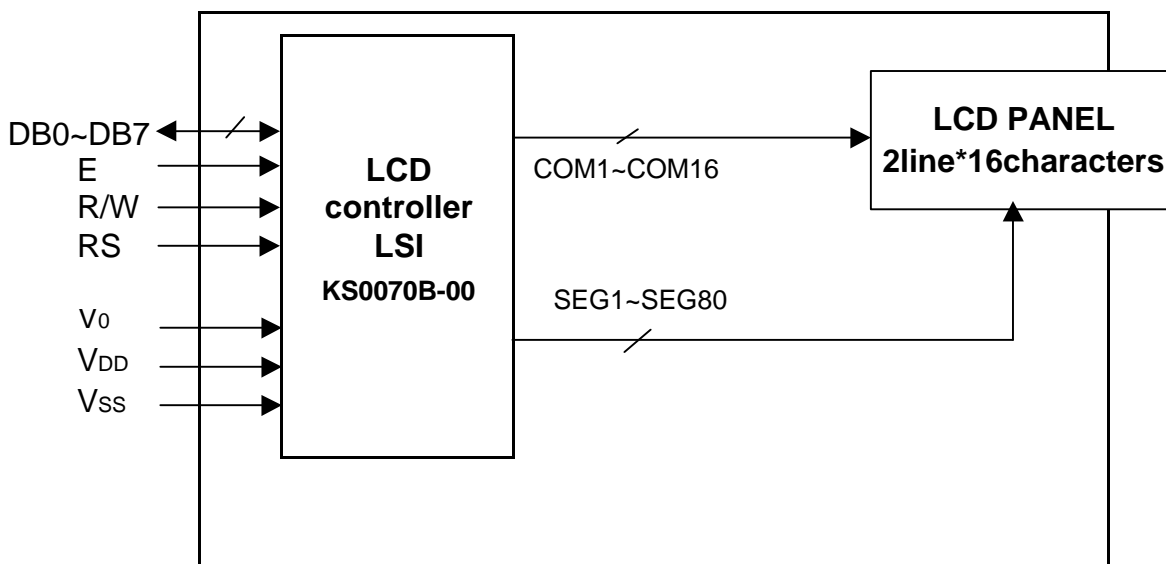 DB0~DB7
E
R/W
RS
V0
VDD
VSS
LCD
controller
LSI
KS0070B-00
COM1~COM16
SEG1~SEG80
LCD PANEL
2line*16characters